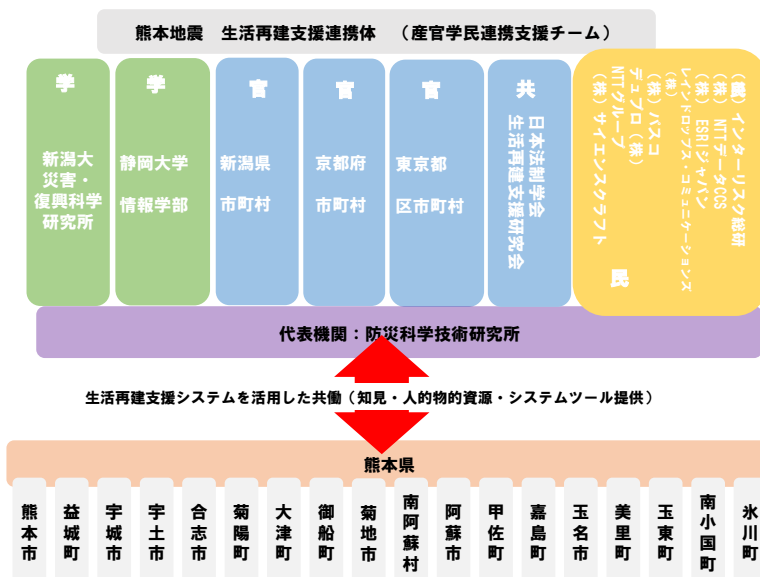 熊本地震　生活再建支援連携体　（産官学民連携支援チーム）
学
新潟大
災害・
復興科学
研究所
学
静岡大学
情報学部
官
新潟県
市町村
官
京都府
市町村
官
東京都
区市町村
共
日本法制学会
生活再建支援研究会
インターリスク総研
（株）NTTデータCCS
（株）ESRIジャパン
レインドロップス・コミュニケーションズ
（株）
（株）パスコ
デュプロ（株）
NTTグループ
（株）サイエンスクラフト
民
代表機関：防災科学技術研究所
生活再建支援システムを活用した共働（知見・人的物的資源・システムツール提供）
熊本県
熊本市
益城町
宇城市
宇土市
合志市
菊陽町
大津町
御船町
菊地市
南阿蘇村
阿蘇市
甲佐町
嘉島町
玉名市
美里町
玉東町
南小国町
氷川町